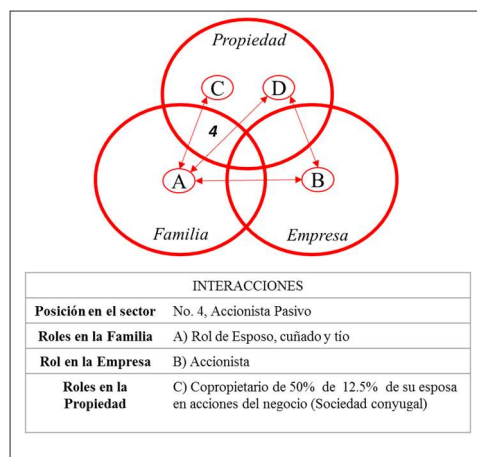 Propiedad
C
D
4
A
B
Familia
Empresa
INTERACCIONES
Posición en el sector No. 4, Accionista Pasivo
Roles en la Familia A) Rol de Esposo, cuñado y tío
Rol en la Empresa B) Accionista
Roles en la C) Copropietario de 50% de 12.5% de su esposa
Propiedad en acciones del negocio (Sociedad conyugal)